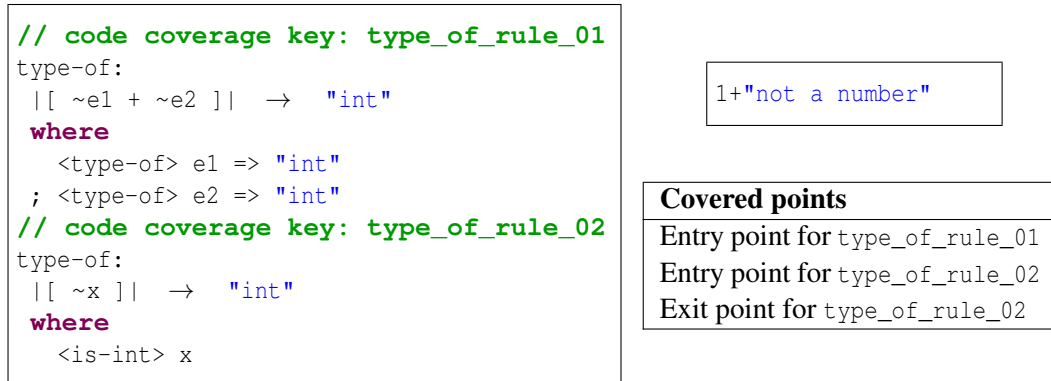 // code coverage key: type_of_rule_01
type-of:
|[ ~e1 + ~e2 ]| → "int"
where
<type-of> e1 => "int"
; <type-of> e2 => "int"
// code coverage key: type_of_rule_02
type-of:
|[ ~x ]| → "int"
where
<is-int> x
1+"not a number"
Covered points
Entry point for type_of_rule_01
Entry point for type_of_rule_02
Exit point for type_of_rule_02